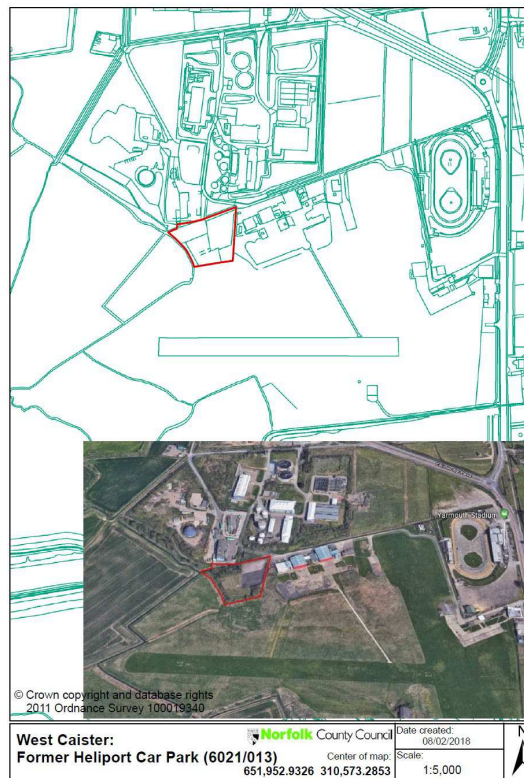 Yarmouth Stadium
© Crown copyright and database rights
2011 Ordnance Survey 100019340
West Caister:
Former Heliport Car Park (6021/013)
Norfolk County Council
Center of map:
651,952.9326 310,573.2853
Date created:
08/02/2018
Scale:
1:5,000
N